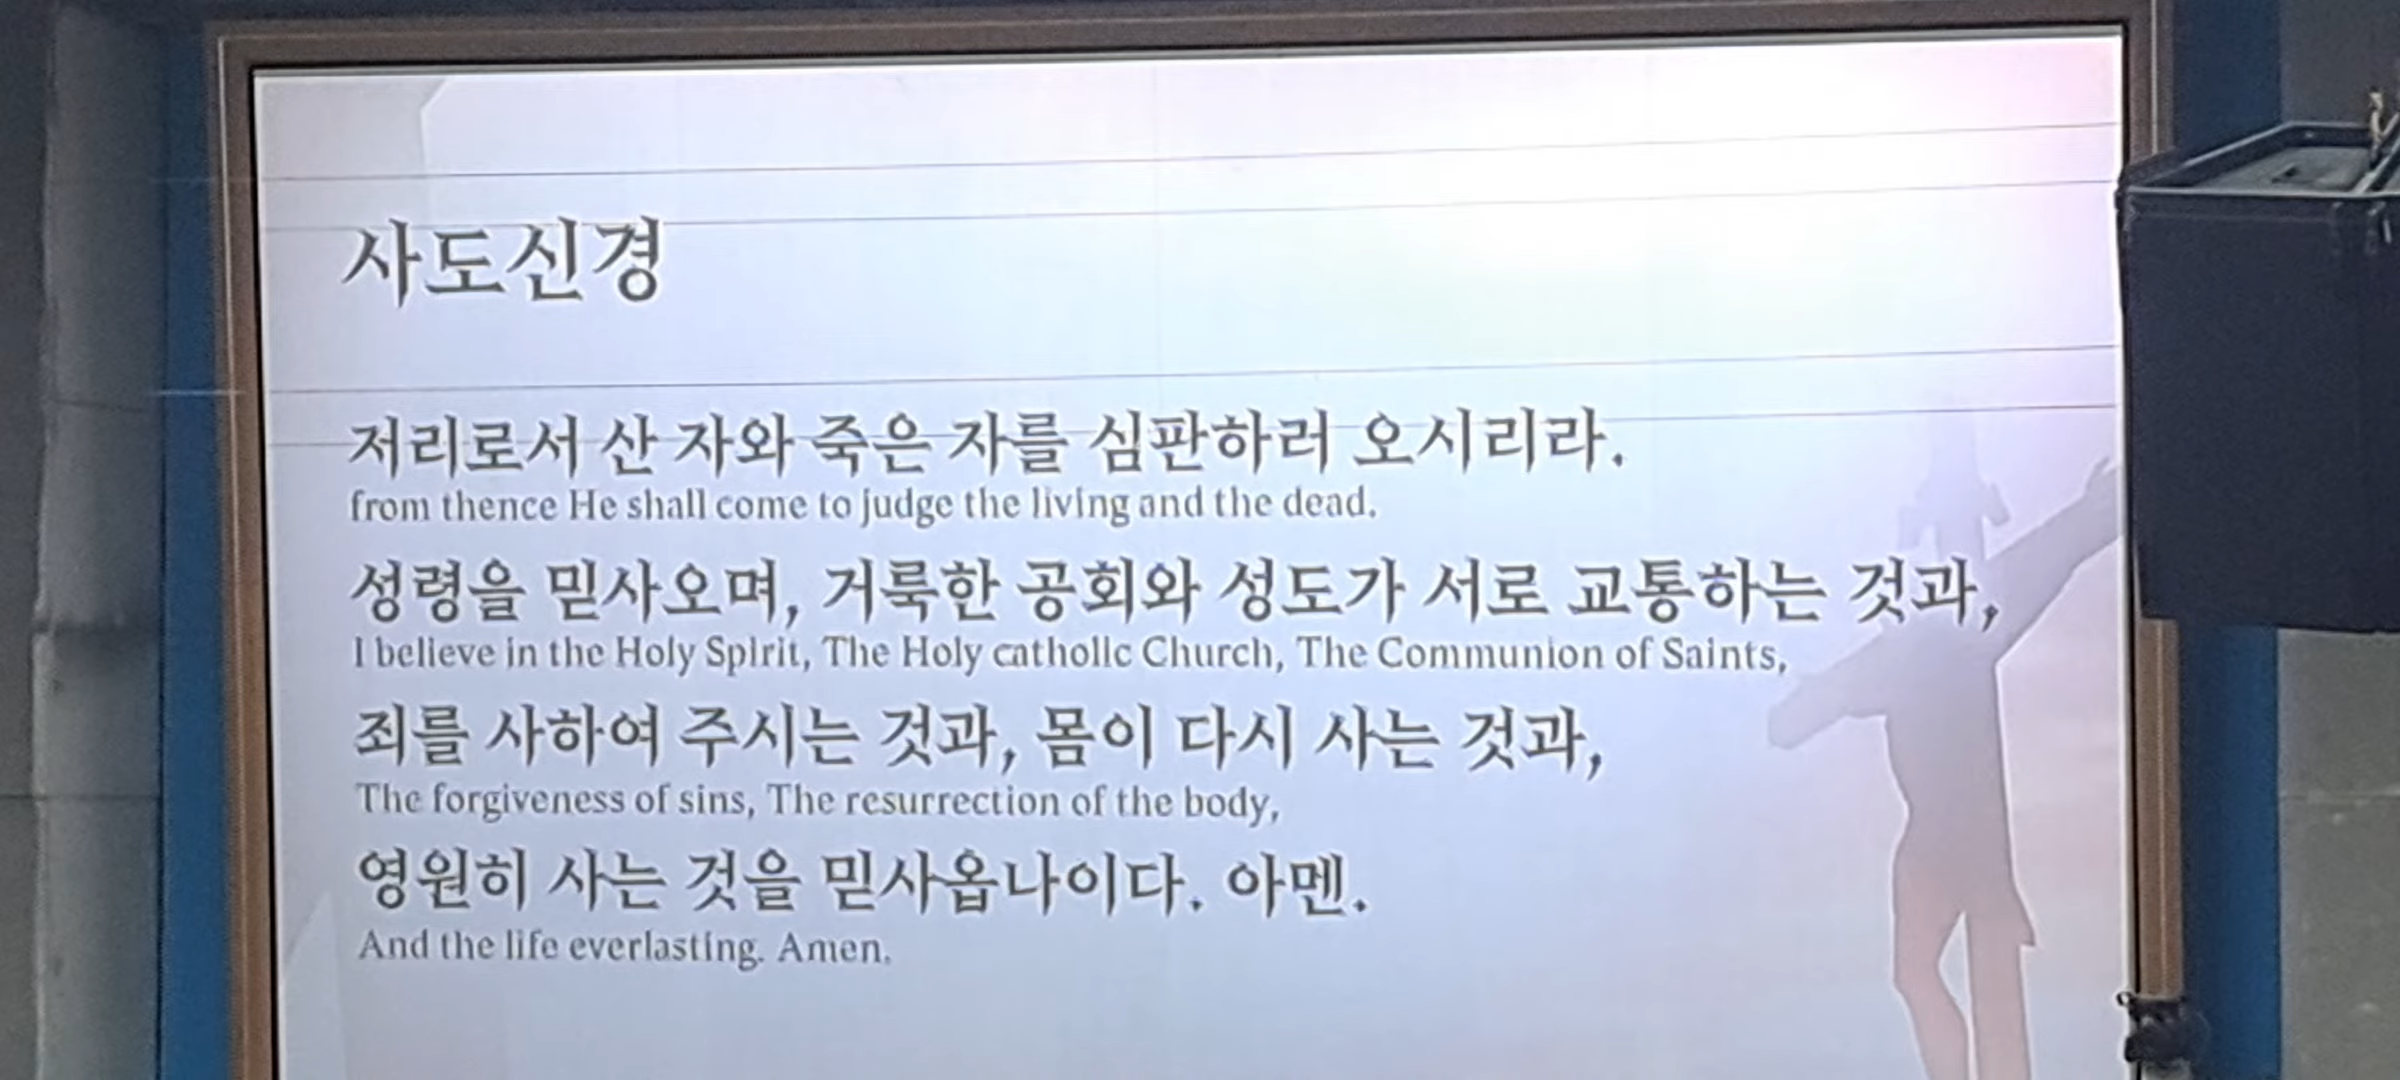 사도신경
저리로서 산 자와 죽은 자를 심판하러 오시리라.
from thence He shall come to judge the living and the dead.
성령을 믿사오며, 거룩한 공회와 성도가 서로 교통하는 것과,
I believe in the Holy Spirit, The Holy catholic Church, The Communion of Saints,
죄를 사하여 주시는 것과, 몸이 다시 사는 것과,
The forgiveness of sins, The resurrection of the body,
영원히 사는 것을 믿사옵나이다. 아멘.
And the life everlasting. Amen.